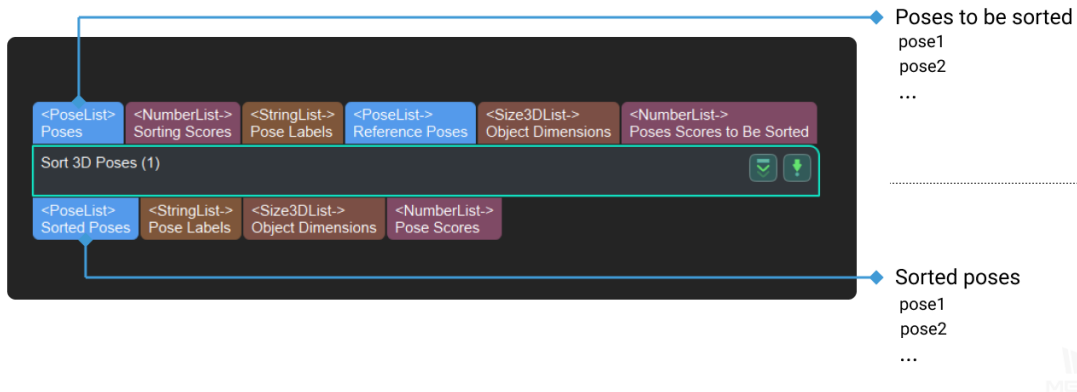 Poses to be sorted
pose1
pose2
...
<PoseList>
Poses
<NumberList->
Sorting Scores
<StringList->
Pose Labels
<PoseList->
Reference Poses
<Size3DList->
Object Dimensions
<NumberList->
Poses Scores to Be Sorted
Sort 3D Poses (1)
<PoseList>
Sorted Poses
<StringList->
Pose Labels
<Size3DList->
Object Dimensions
<NumberList->
Pose Scores
Sorted poses
pose1
pose2
...